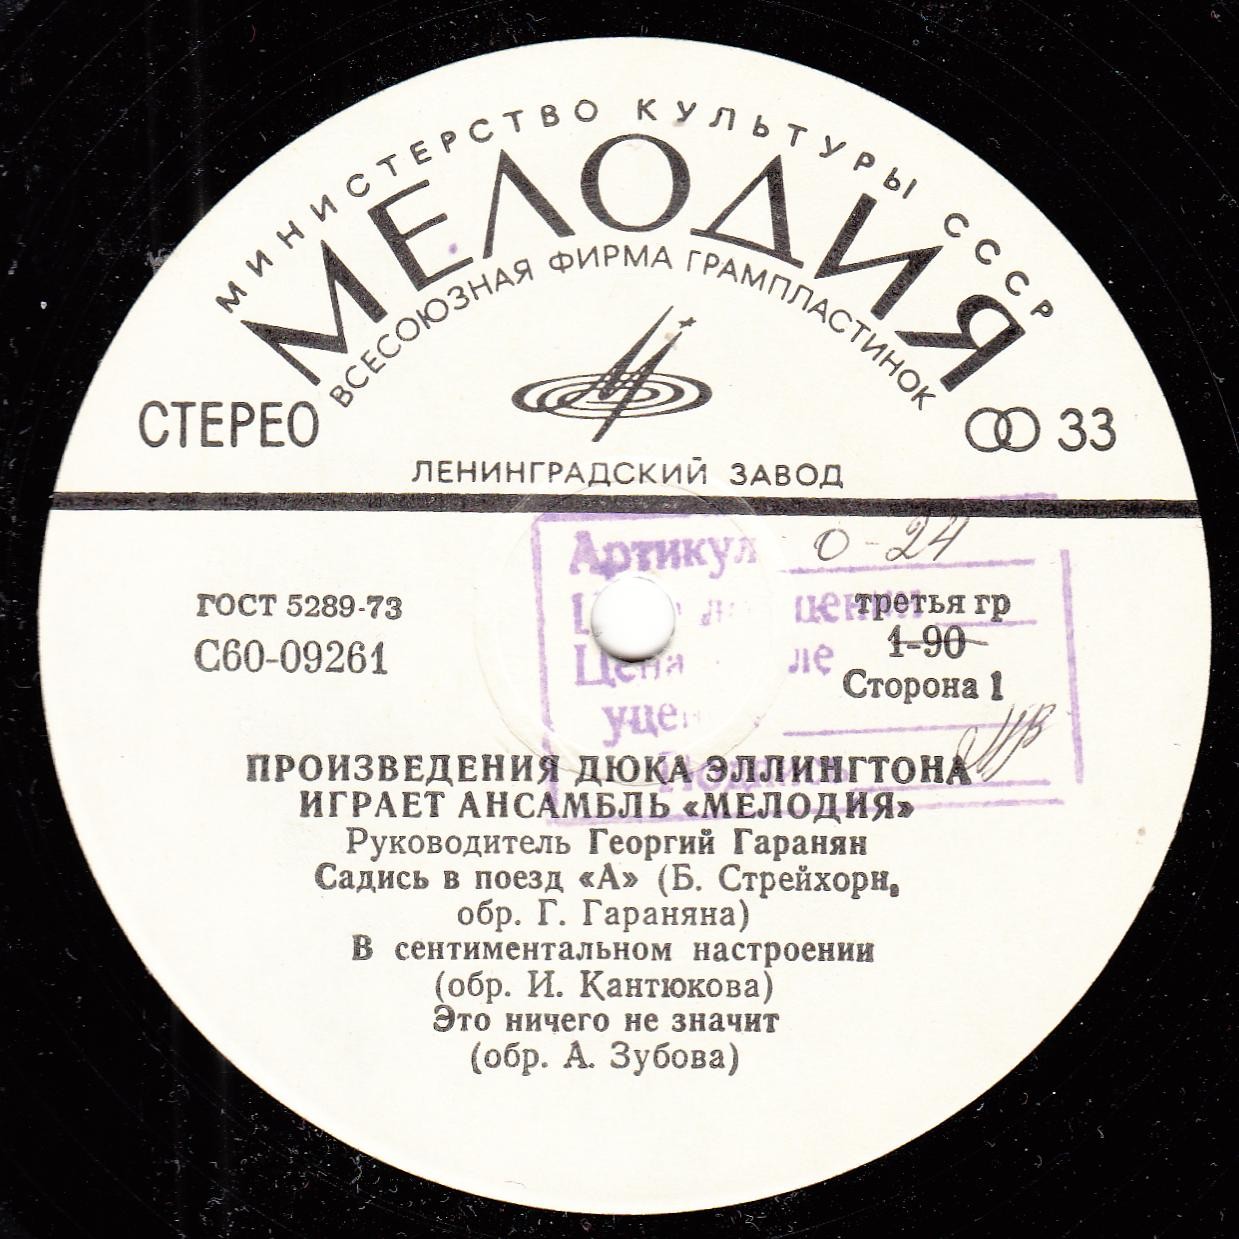 МИНИСТЕРСТВО КУЛЬТУРЫ СССР
МЕЛОДИЯ
ВСЕСОЮЗНАЯ ФИРМА ГРАМПЛАСТИНОК
СТЕРЕО
33
ЛЕНИНГРАДСКИЙ ЗАВОД
Артикул 0-24
ГОСТ 5289-73
третья гр
С60-09261
1-90
Цена
Сторона 1
ПРОИЗВЕДЕНИЯ ДЮКА ЭЛЛИНГТОНА
ИГРАЕТ АНСАМБЛЬ «МЕЛОДИЯ»
Руководитель Георгий Гаранян
Садись в поезд «А» (Б. Стрейхорн,
обр. Г. Гараняна)
В сентиментальном настроении
(обр. И. Кантюкова)
Это ничего не значит
(обр. А. Зубова)